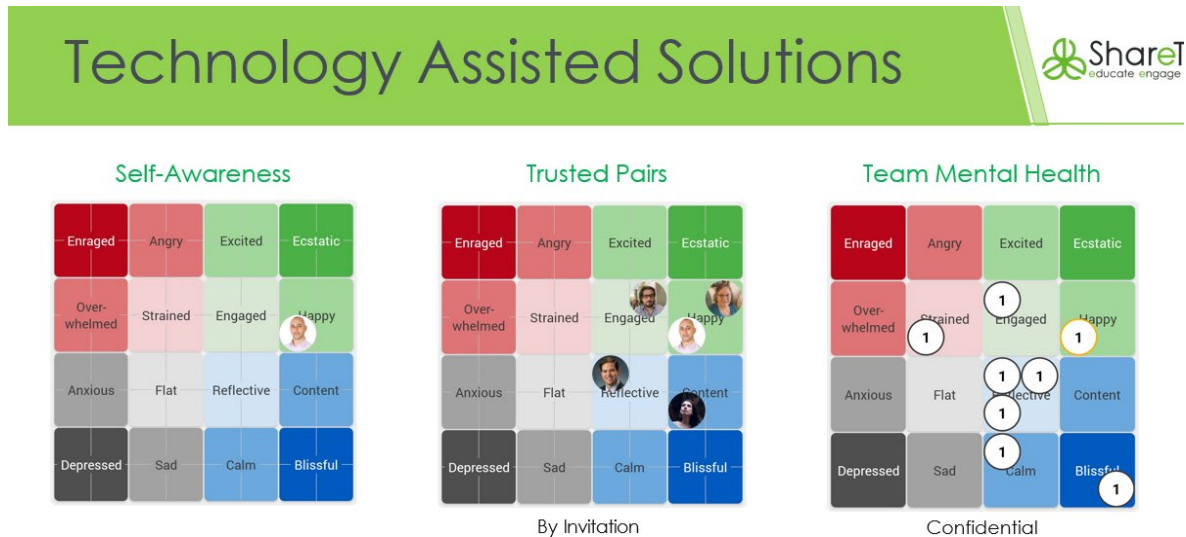 Technology Assisted Solutions
ShareT
educate engage
Self-Awareness
Enraged Angry Excited Ecstatic
Over-
whelmed Strained Engaged Happy
Anxious Flat Reflective Content
Depressed Sad Calm Blissful
Trusted Pairs
Enraged Angry Excited Ecstatic
Over-
whelmed Strained Engaged Happy
Anxious Flat Reflective Content
Depressed Sad Calm Blissful
By Invitation
Team Mental Health
Enraged Angry Excited Ecstatic
1
Over-
whelmed Strained Engaged Happy
1 1
1 1
Anxious Flat Reflective Content
1
1
Depressed Sad Calm Blissful
1
Confidential